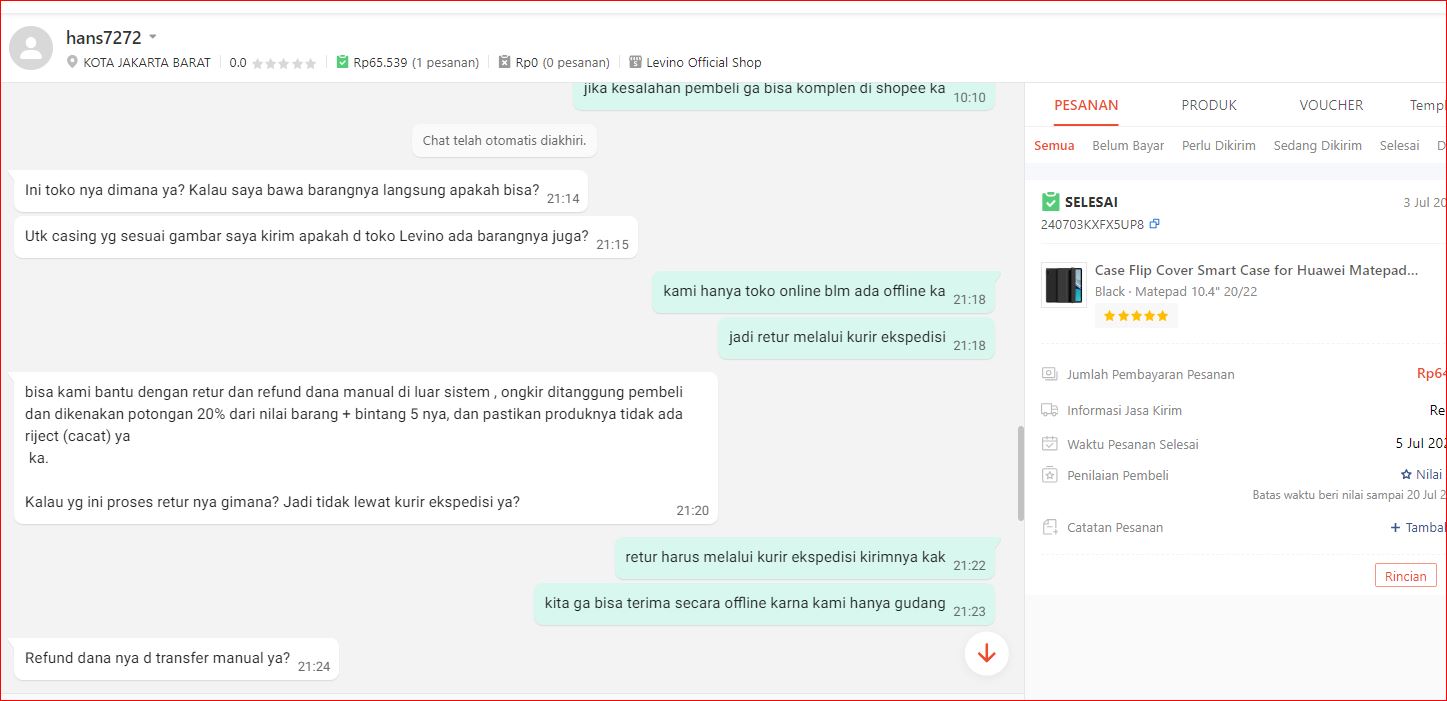 hans7272
KOTA JAKARTA BARAT 0.0 Rp65.539 (1 pesanan) Rp0 (0 pesanan) Levino Official Shop
jika kesalahan pembeli ga bisa komplen di shopee ka 10:10
Chat telah otomatis diakhiri.
Ini toko nya dimana ya? Kalau saya bawa barangnya langsung apakah bisa? 21:14
Utk casing yg sesuai gambar saya kirim apakah d toko Levino ada barangnya juga? 21:15
kami hanya toko online blm ada offline ka 21:18
jadi retur melalui kurir ekspedisi 21:18
bisa kami bantu dengan retur dan refund dana manual di luar sistem , ongkir ditanggung pembeli
dan dikenakan potongan 20% dari nilai barang + bintang 5 nya, dan pastikan produknya tidak ada
riject (cacat) ya
ka.
Kalau yg ini proses retur nya gimana? Jadi tidak lewat kurir ekspedisi ya? 21:20
retur harus melalui kurir ekspedisi kirimnya kak 21:22
kita ga bisa terima secara offline karna kami hanya gudang 21:23
Refund dana nya d transfer manual ya? 21:24
PESANAN PRODUK VOUCHER Templ
Semua Belum Bayar Perlu Dikirim Sedang Dikirim Selesai D
SELESAI 3 Jul 20
240703KXFX5UP8
Case Flip Cover Smart Case for Huawei Matepad...
Black · Matepad 10.4" 20/22
Jumlah Pembayaran Pesanan Rp64
Informasi Jasa Kirim Re
Waktu Pesanan Selesai 5 Jul 202
Penilaian Pembeli Nilai
Batas waktu beri nilai sampai 20 Jul 2
Catatan Pesanan + Tambah
Rincian